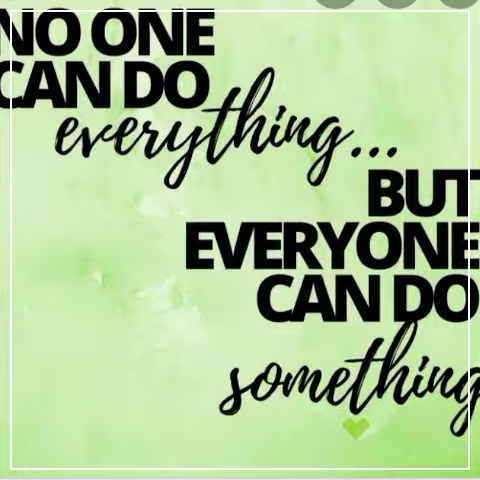 NO ONE
CAN DO
everything...
BUT
EVERYONE
CAN DO
something